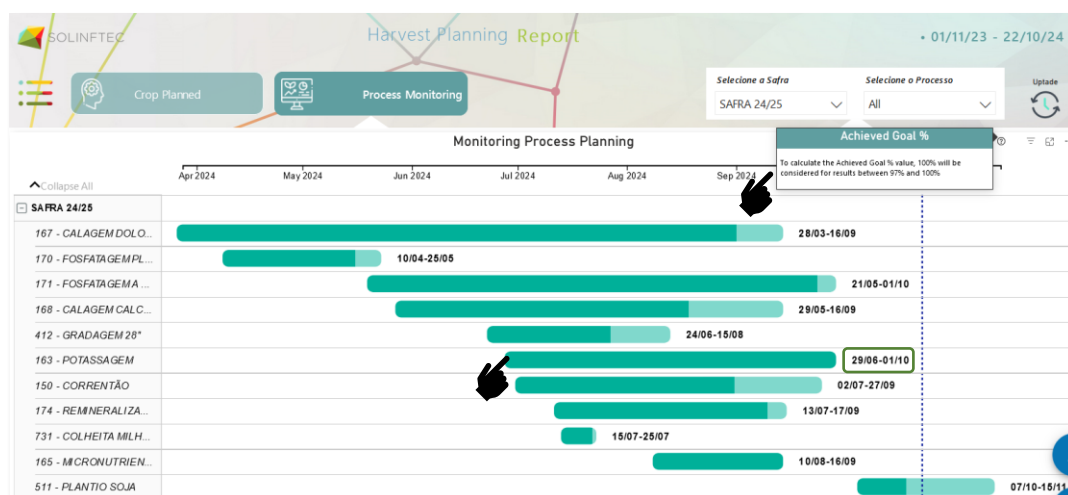 SOLINFTEC
Harvest Planning Report
• 01/11/23 - 22/10/24
Crop Planned
Process Monitoring
Selecione a Safra
SAFRA 24/25
Selecione o Processo
All
Uptade
Monitoring Process Planning
Achieved Goal %
To calculate the Achieved Goal % value, 100% will be
considered for results between 97% and 100%
Collapse All
Apr 2024 May 2024 Jun 2024 Jul 2024 Aug 2024 Sep 2024
SAFRA 24/25
167 - CALAGEM DOLO... 28/03-16/09
170 - FOSFATAGEM PL... 10/04-25/05
171 - FOSFATAGEM A ... 21/05-01/10
168 - CALAGEM CALC... 29/05-16/09
412 - GRADAGEM 28" 24/06-15/08
163 - POTASSAGEM 29/06-01/10
150 - CORRENTÃO 02/07-27/09
174 - REMINERALIZA... 13/07-17/09
731 - COLHEITA MILH... 15/07-25/07
165 - MICRONUTRIEN... 10/08-16/09
511 - PLANTIO SOJA 07/10-15/11